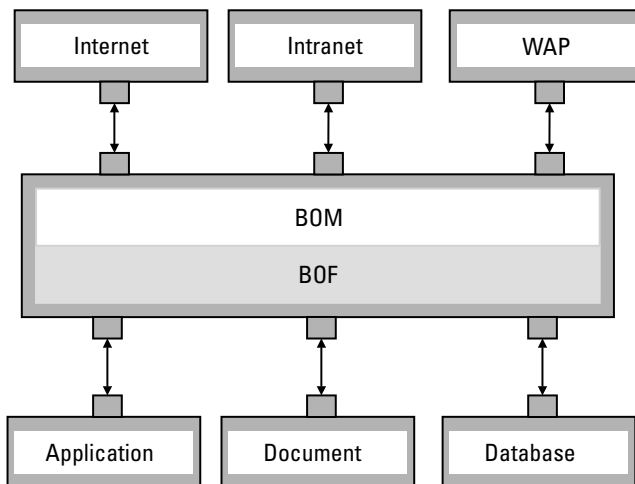 Internet
Intranet
WAP
BOM
BOF
Application
Document
Database